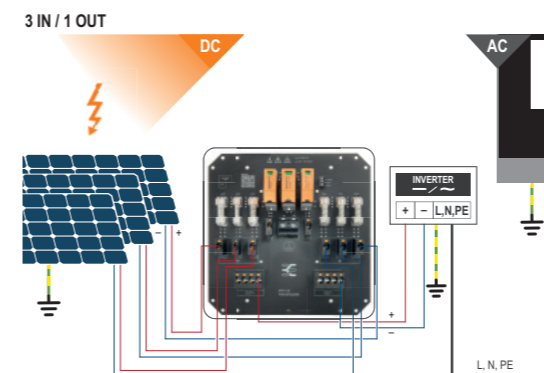 3 IN / 1 OUT
DC
AC
INVERTER
+ − L,N,PE
− +
+
−
L, N, PE